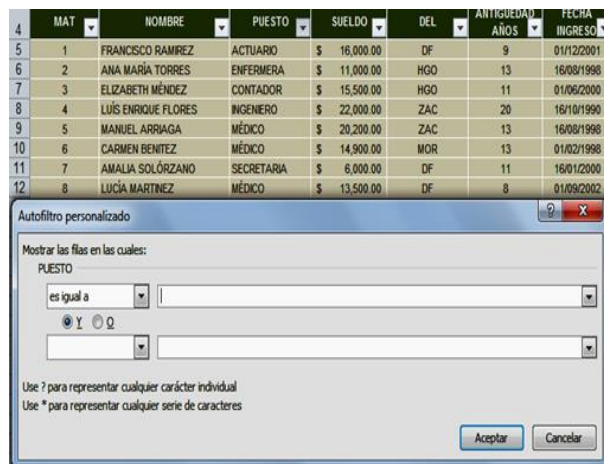 4 MAT NOMBRE PUESTO SUELDO DEL ANTIGÜEDAD AÑOS FECHA INGRESO
5 1 FRANCISCO RAMIREZ ACTUARIO $ 16,000.00 DF 9 01/12/2001
6 2 ANA MARÍA TORRES ENFERMERA $ 11,000.00 HGO 13 16/08/1998
7 3 ELIZABETH MÉNDEZ CONTADOR $ 15,500.00 HGO 11 01/06/2000
8 4 LUÍS ENRIQUE FLORES INGENIERO $ 22,000.00 ZAC 20 16/10/1990
9 5 MANUEL ARRIAGA MÉDICO $ 20,200.00 ZAC 13 16/08/1998
10 6 CARMEN BENITEZ MÉDICO $ 14,900.00 MOR 13 01/02/1998
11 7 AMALIA SOLÓRZANO SECRETARIA $ 6,000.00 DF 11 16/01/2000
12 8 LUCÍA MARTINEZ MÉDICO $ 13,500.00 DF 8 01/09/2002
Autofiltro personalizado
Mostrar las filas en las cuales:
PUESTO
es igual a
Y O
Use ? para representar cualquier carácter individual
Use * para representar cualquier serie de caracteres
Aceptar Cancelar